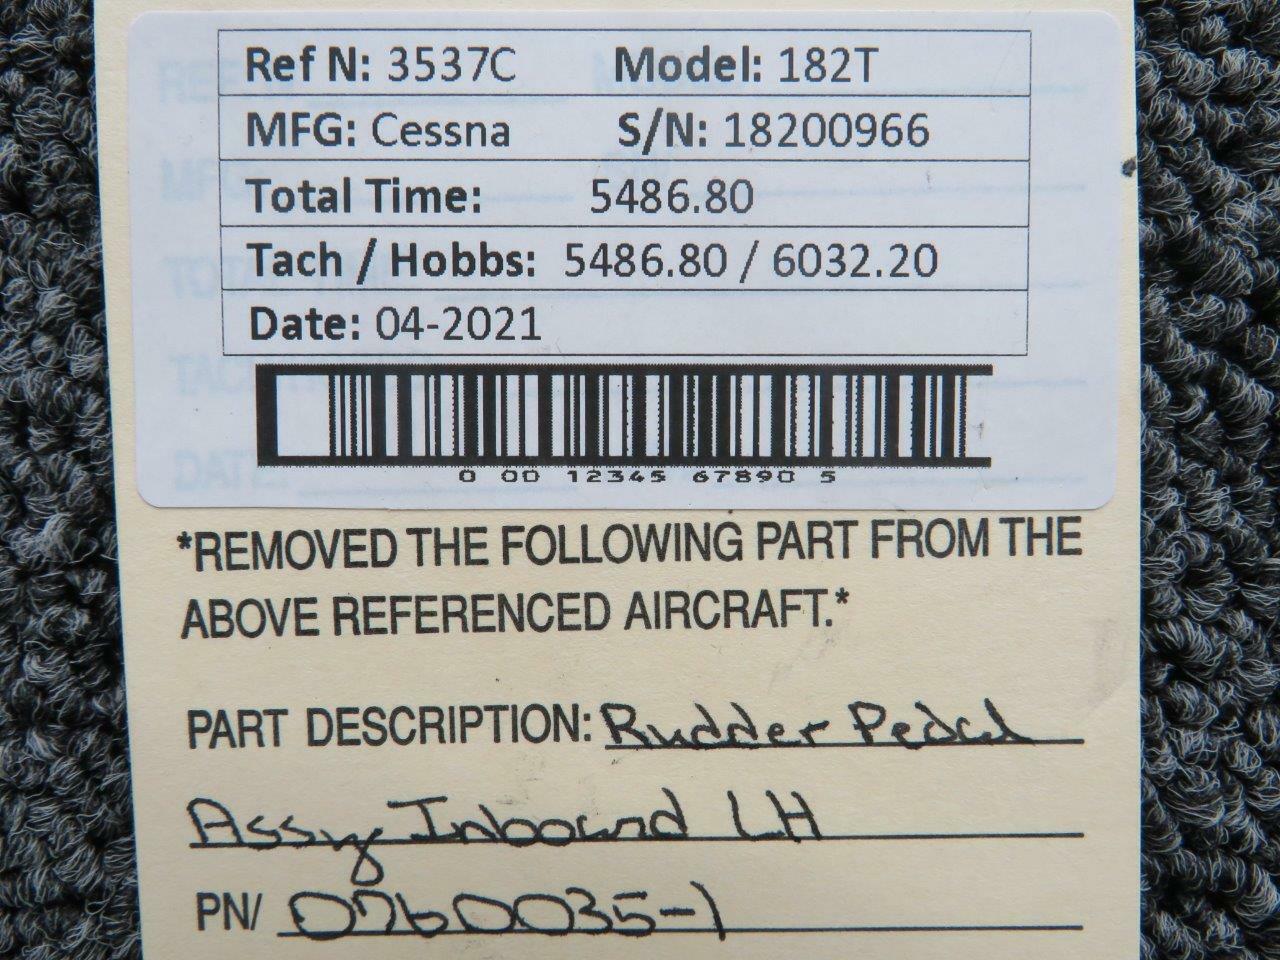 Ref N: 3537C Model: 182T
MFG: Cessna S/N: 18200966
Total Time: 5486.80
Tach / Hobbs: 5486.80 / 6032.20
Date: 04-2021
0 00 12345 67890 5
*REMOVED THE FOLLOWING PART FROM THE
ABOVE REFERENCED AIRCRAFT.*
PART DESCRIPTION: Rudder Pedal
Assy Inbound LH
PN/ 0760035-1